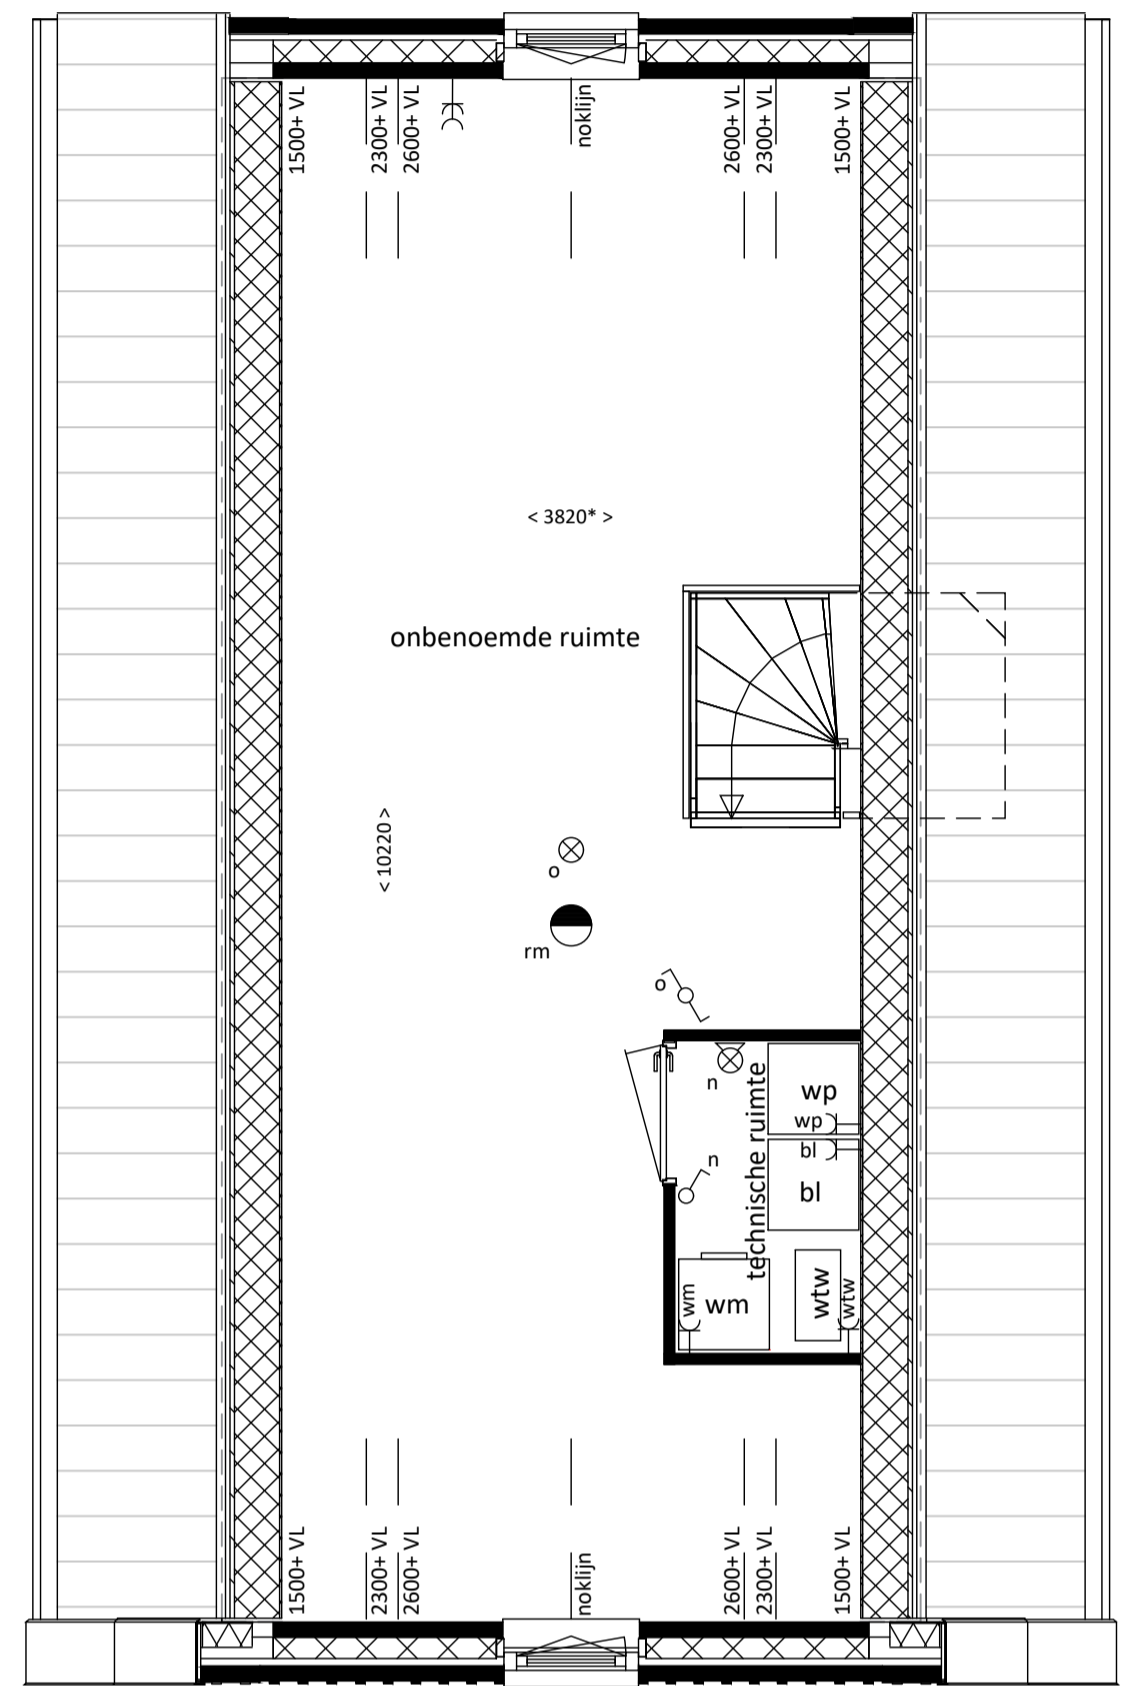 1500+ VL
2300+ VL
2600+ VL
noklijn
2600+ VL
2300+ VL
1500+ VL
< 3820* >
onbenoemde ruimte
< 10220 >
o
rm
o
n
technische ruimte
wp
wp
bl
n
bl
wm
wm
wtw
wtw
1500+ VL
2300+ VL
2600+ VL
noklijn
2600+ VL
2300+ VL
1500+ VL